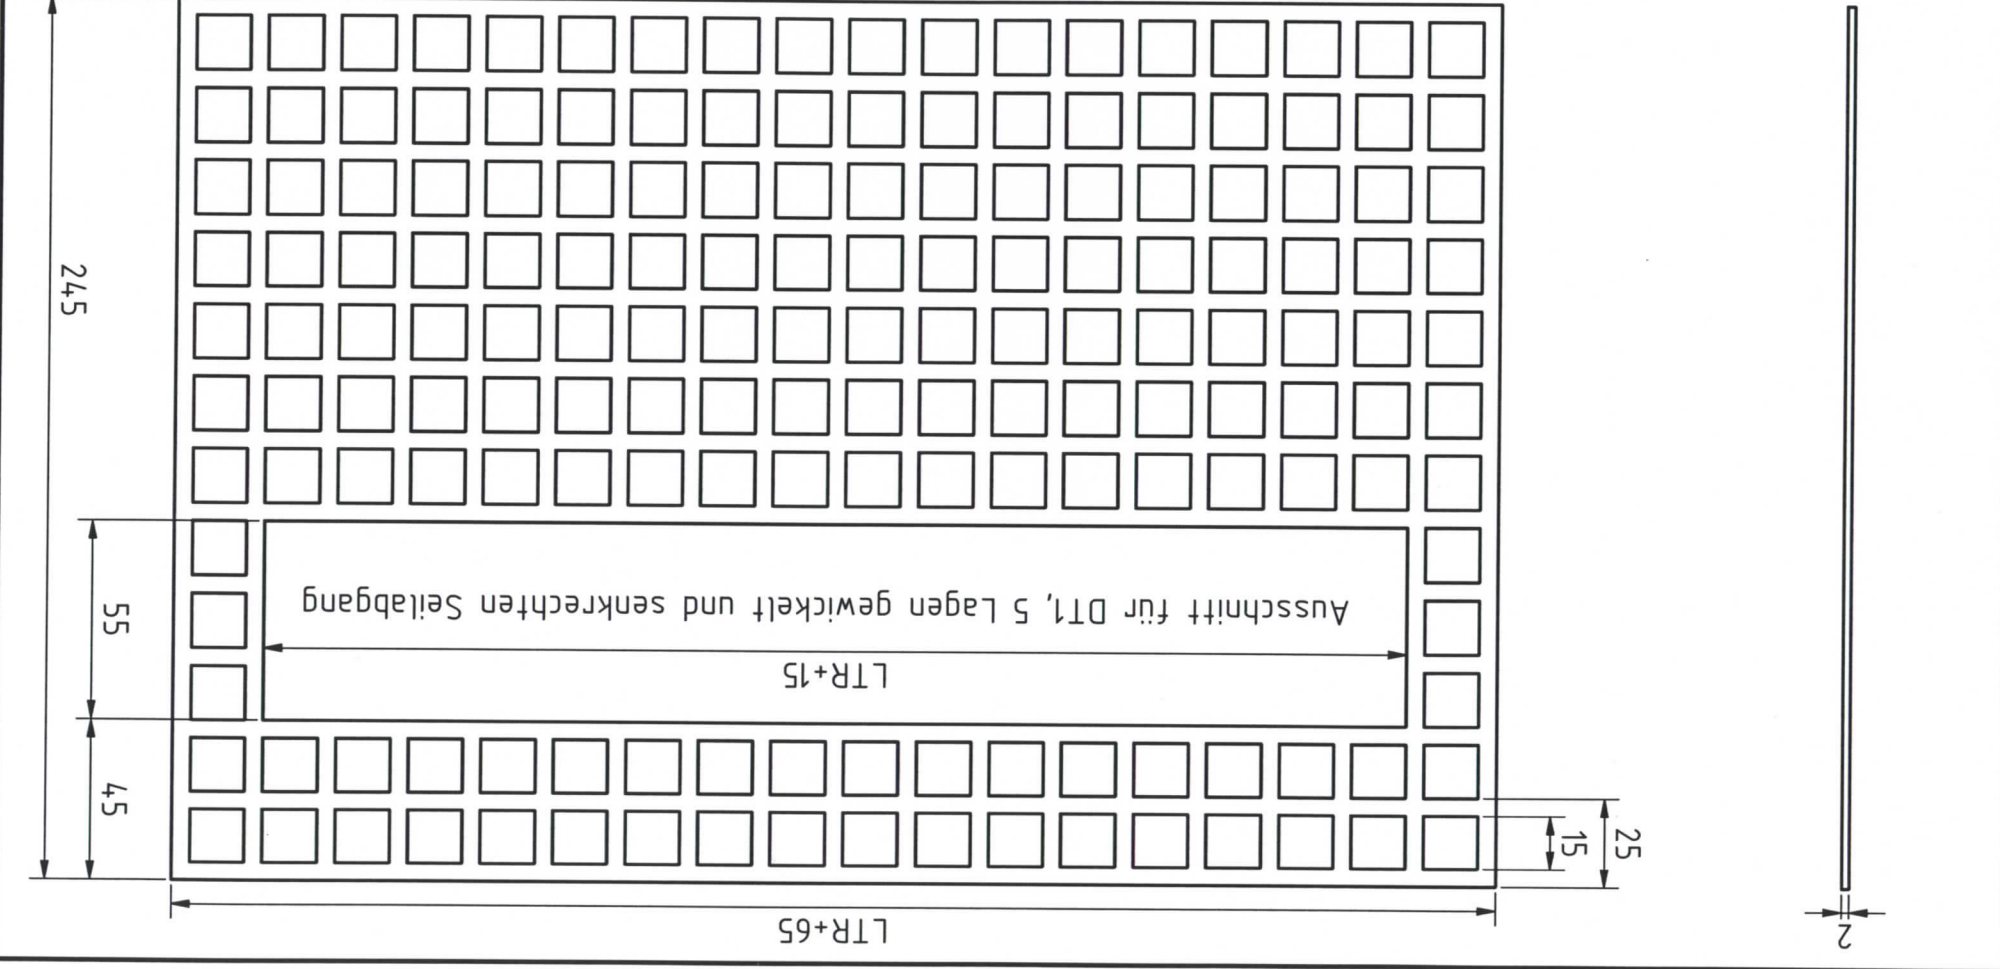 LTR+65
25
15
45
LTR+15
Ausschnitt für DT1, 5 Lagen gewickelt und senkrechten Seilabgang
55
245
2